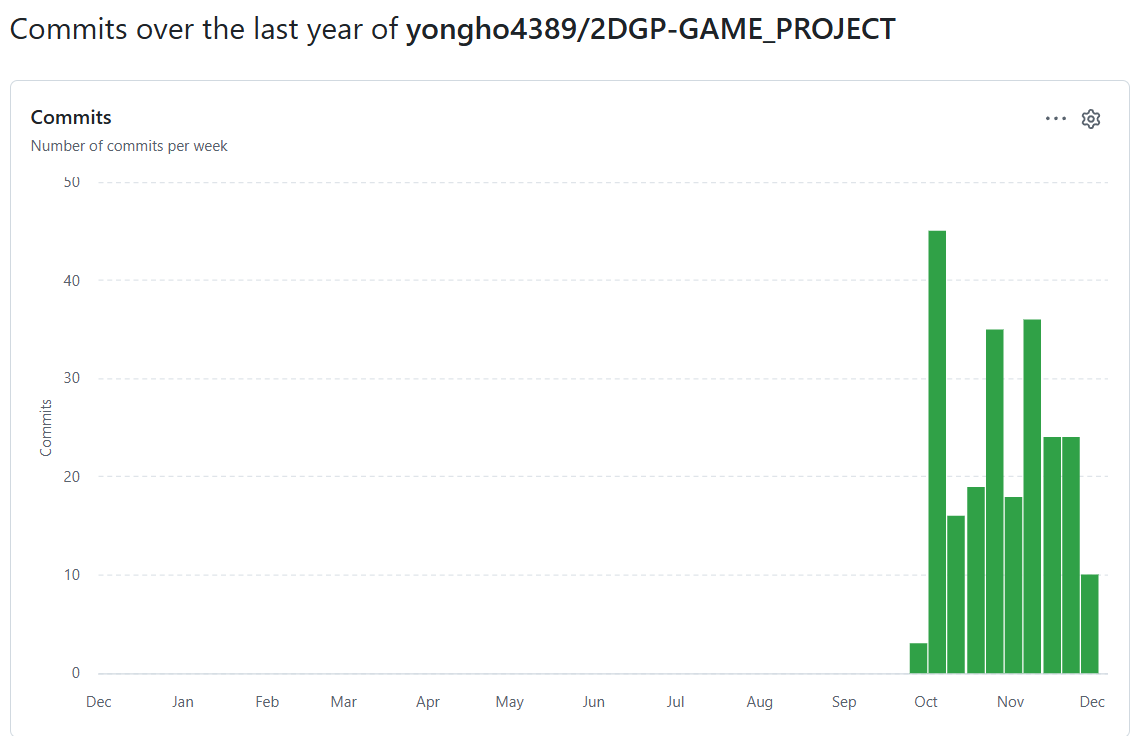 Commits over the last year of yongho4389/2DGP-GAME_PROJECT
Commits
Number of commits per week
50
40
30
20
10
0
Commits
Dec Jan Feb Mar Apr May Jun Jul Aug Sep Oct Nov Dec